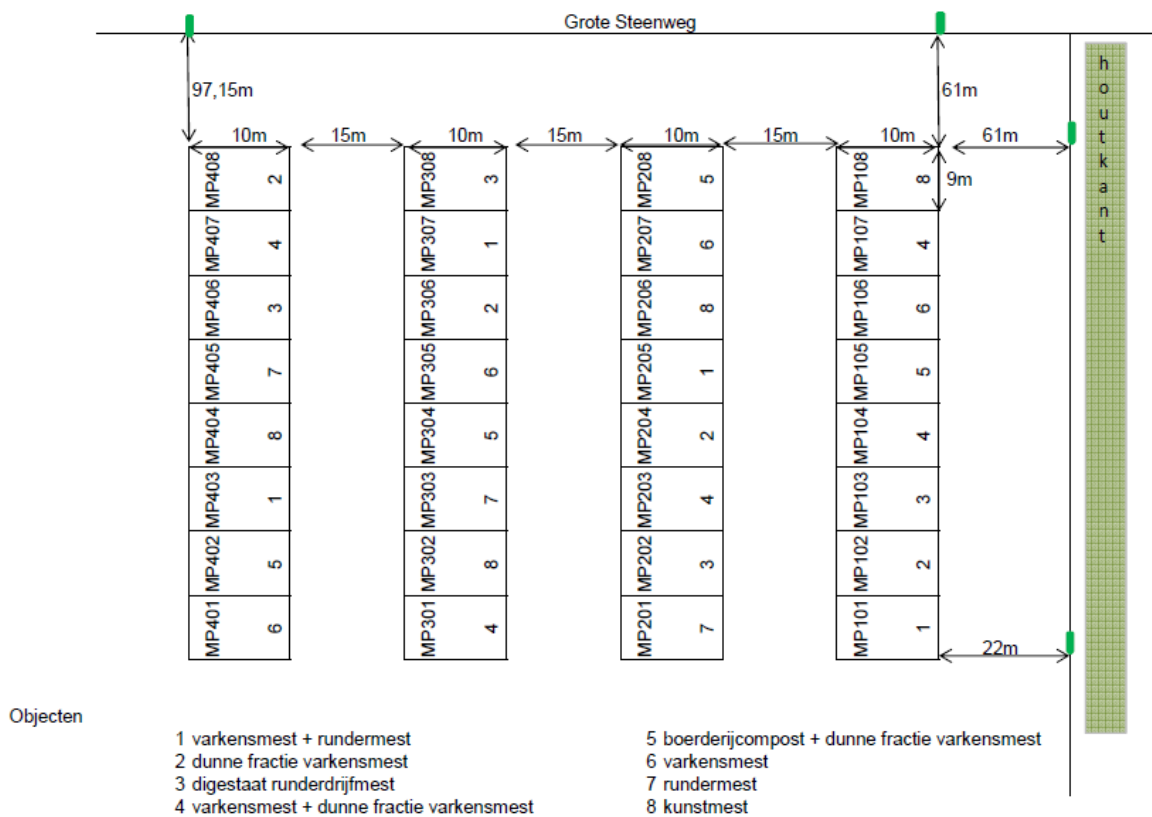 Grote Steenweg
97,15m
61m
10m
15m
10m
15m
10m
15m
10m
61m
9m
MP408 2
MP308 3
MP208 5
MP108 8
MP407 4
MP307 1
MP207 6
MP107 4
MP406 3
MP306 2
MP206 8
MP106 6
MP405 7
MP305 6
MP205 1
MP105 5
MP404 8
MP304 5
MP204 2
MP104 4
MP403 1
MP303 7
MP203 4
MP103 3
MP402 5
MP302 8
MP202 3
MP102 2
MP401 6
MP301 4
MP201 7
MP101 1
22m
houtkant
Objecten
1 varkensmest + rundermest
2 dunne fractie varkensmest
3 digestaat runderdrijfmest
4 varkensmest + dunne fractie varkensmest
5 boerderijcompost + dunne fractie varkensmest
6 varkensmest
7 rundermest
8 kunstmest